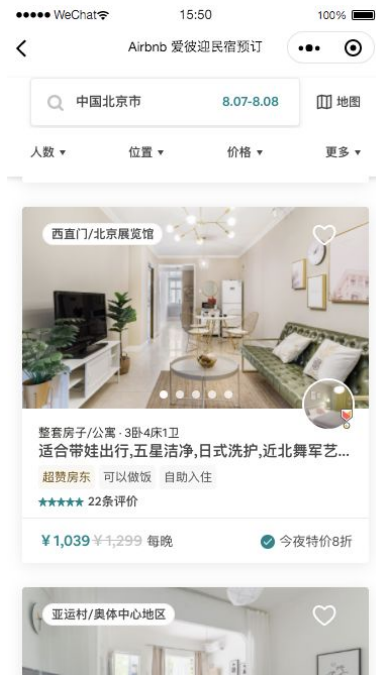 WeChat 15:50 100%
Airbnb 爱彼迎民宿预订
中国北京市 8.07-8.08 地图
人数 位置 价格 更多
西直门/北京展览馆
整套房子/公寓 · 3卧4床1卫
适合带娃出行,五星洁净,日式洗护,近北舞军艺...
超赞房东 可以做饭 自助入住
22条评价
¥1,039 ¥1,299 每晚 今夜特价8折
亚运村/奥体中心地区